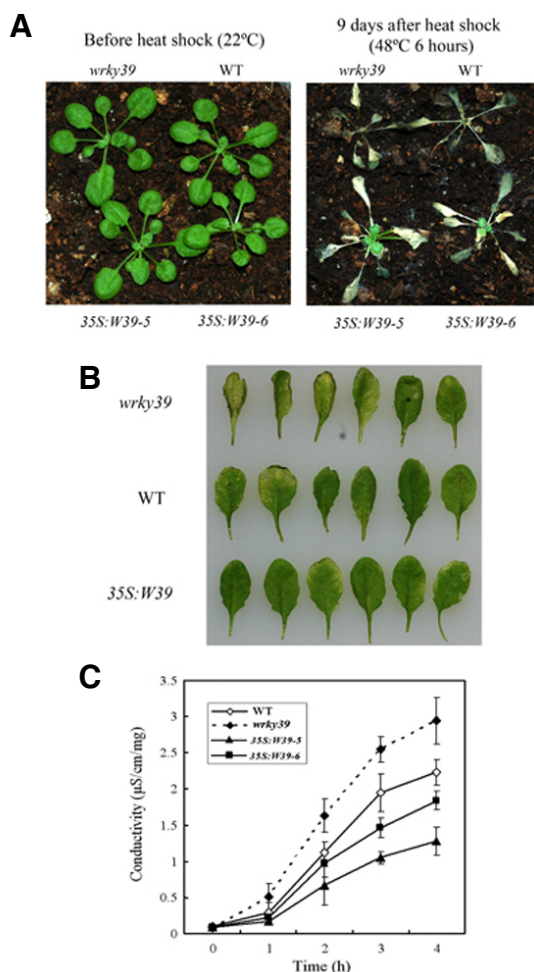 A
Before heat shock (22ºC)
9 days after heat shock
(48ºC 6 hours)
wrky39 WT
wrky39 WT
35S:W39-5 35S:W39-6
35S:W39-5 35S:W39-6
B
wrky39
WT
35S:W39
C
Conductivity (µS/cm/mg)
3.5
3
2.5
2
1.5
1
0.5
0
WT
wrky39
35S:W39-5
35S:W39-6
0 1 2 3 4
Time (h)